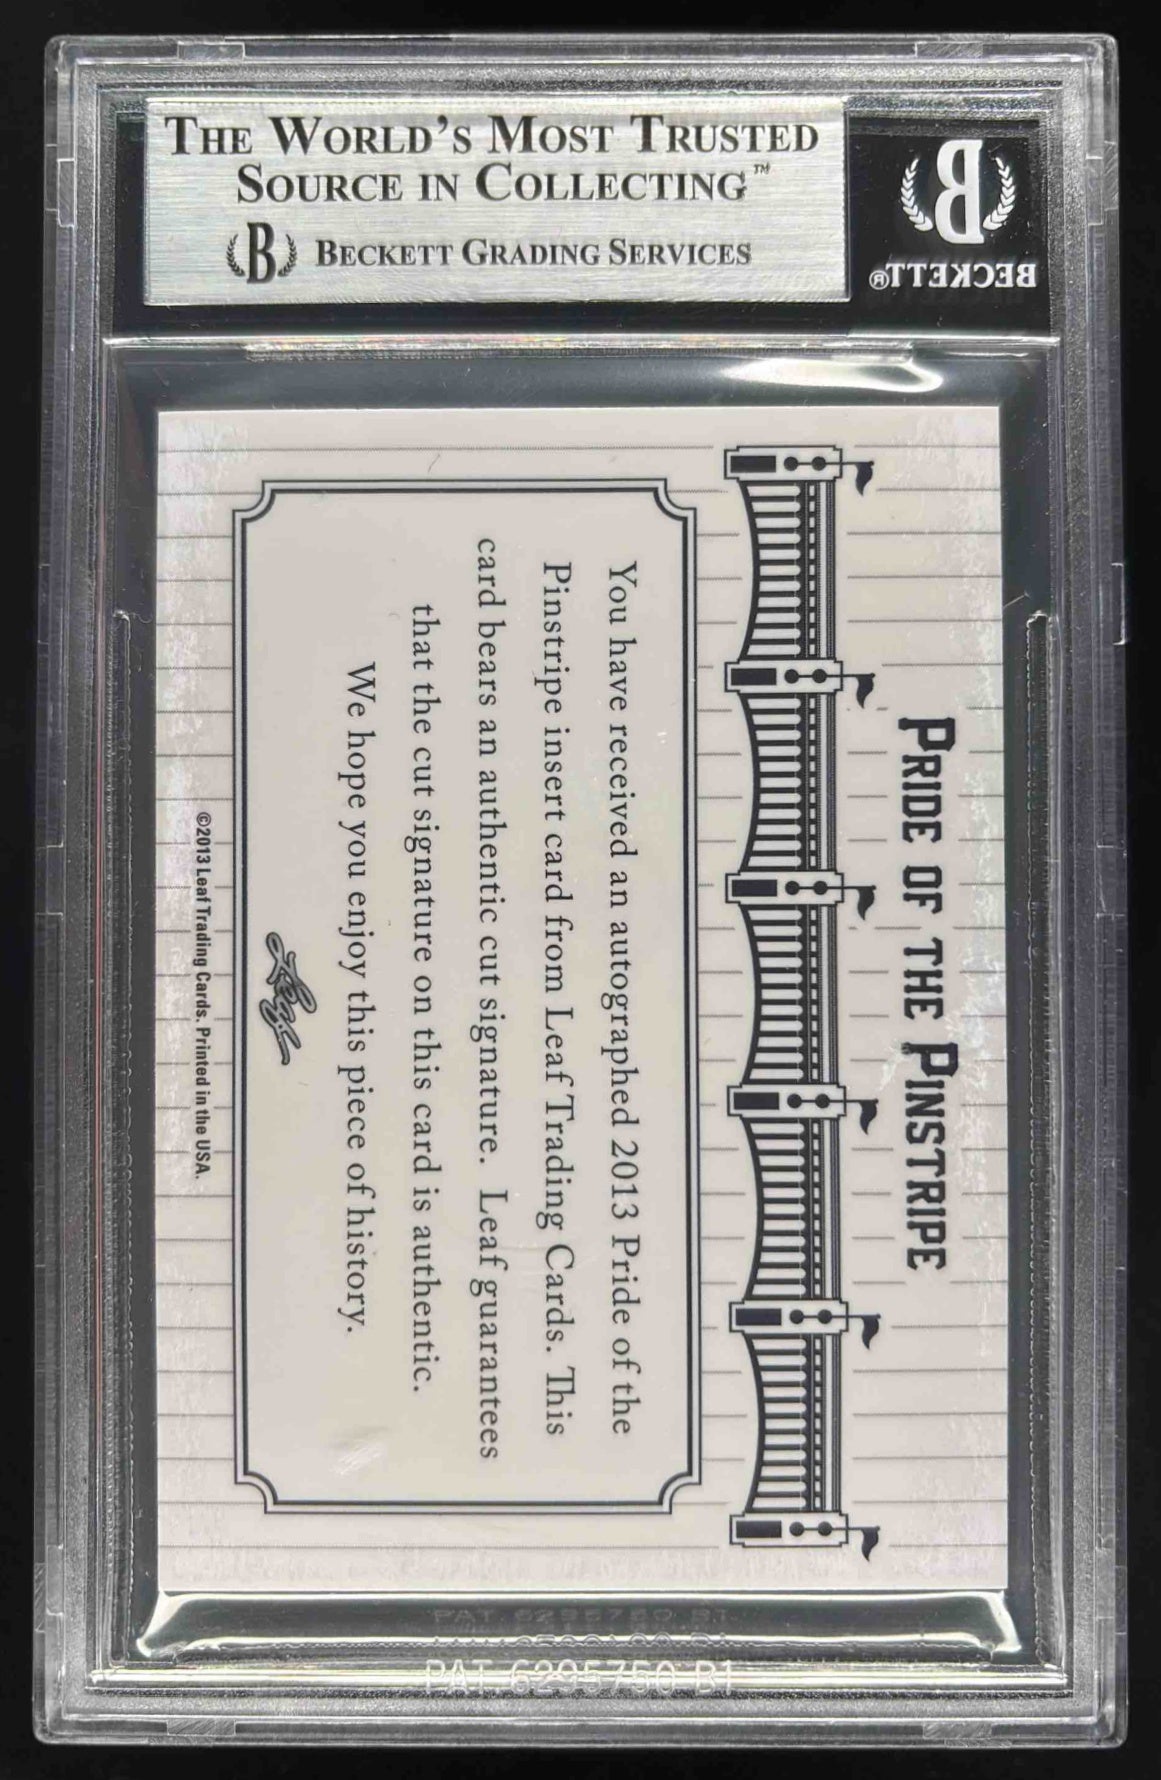 THE WORLD'S MOST TRUSTED
SOURCE IN COLLECTING™
B BECKETT GRADING SERVICES
B
BECKETT®
PRIDE OF THE PINSTRIPE
You have received an autographed 2013 Pride of the
Pinstripe insert card from Leaf Trading Cards. This
card bears an authentic cut signature. Leaf guarantees
that the cut signature on this card is authentic.
We hope you enjoy this piece of history.
Leaf
©2013 Leaf Trading Cards. Printed in the USA.
PAT. 6295750 B1